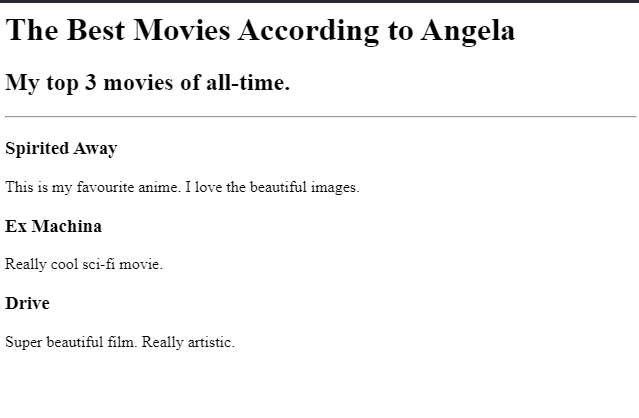 The Best Movies According to Angela
My top 3 movies of all-time.
Spirited Away
This is my favourite anime. I love the beautiful images.
Ex Machina
Really cool sci-fi movie.
Drive
Super beautiful film. Really artistic.